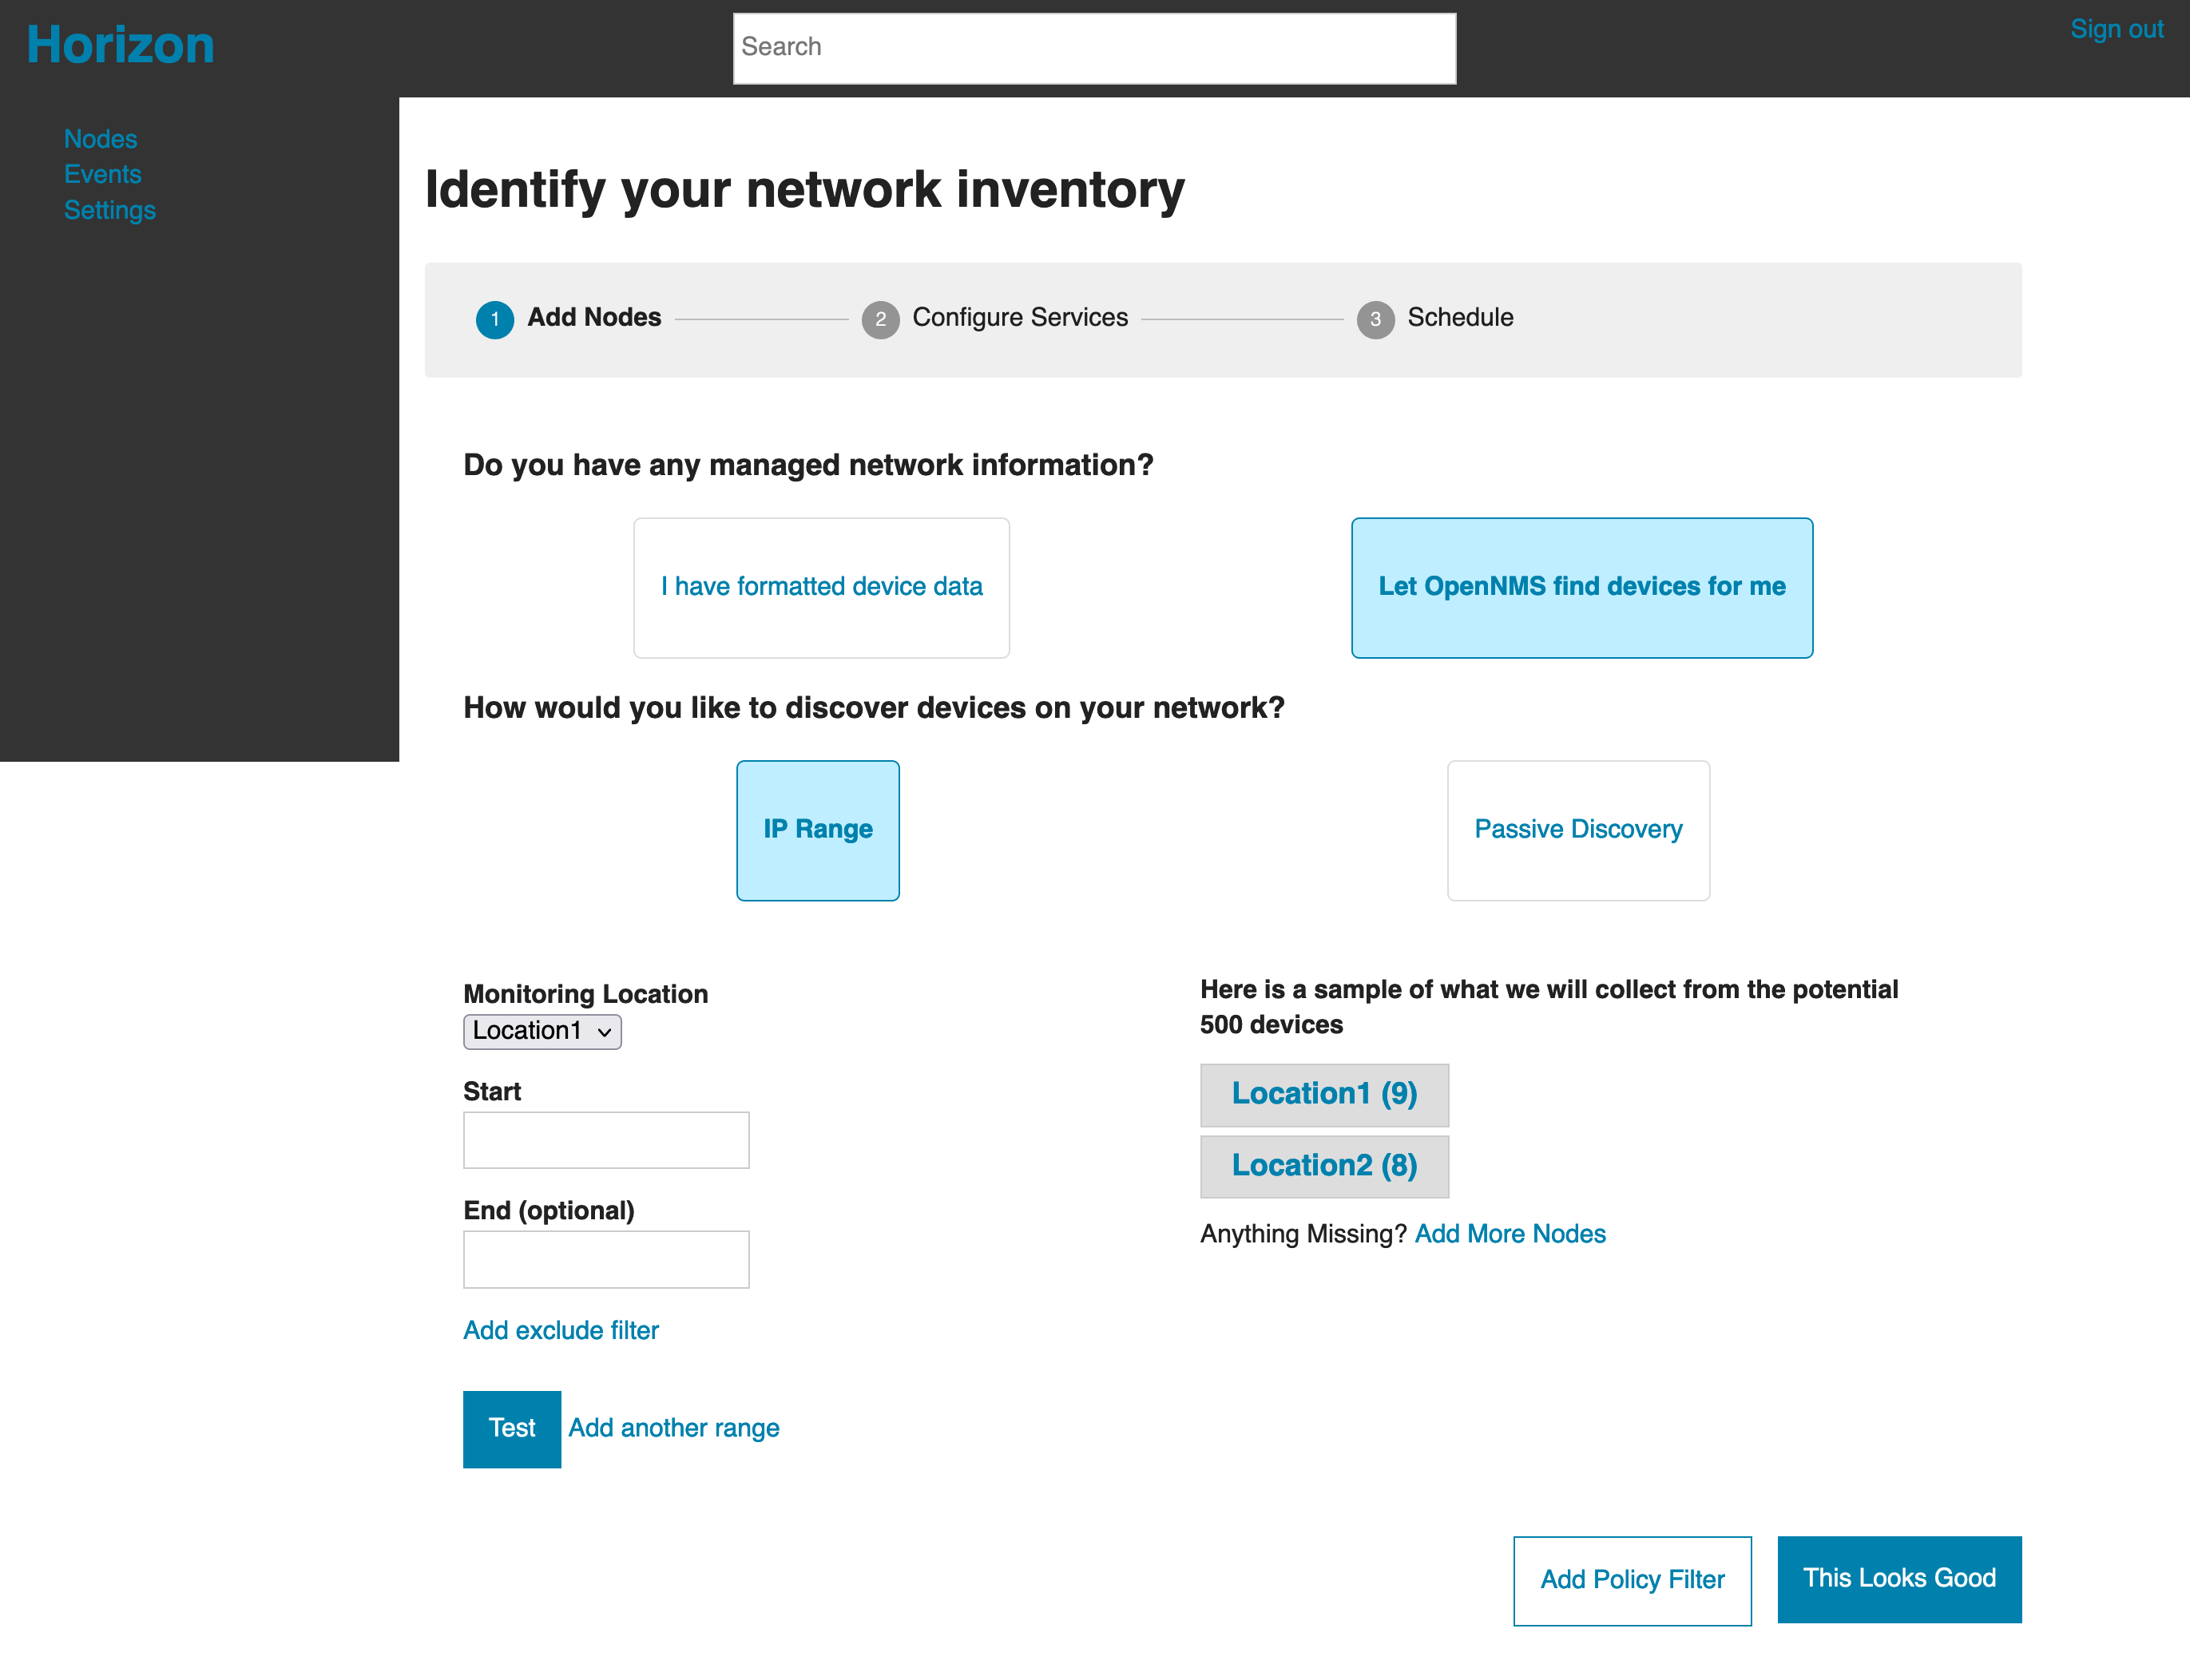 Horizon
Search
Sign out
Nodes
Events
Settings
Identify your network inventory
1 Add Nodes 2 Configure Services 3 Schedule
Do you have any managed network information?
I have formatted device data
Let OpenNMS find devices for me
How would you like to discover devices on your network?
IP Range
Passive Discovery
Monitoring Location
Location1
Start
End (optional)
Add exclude filter
Test Add another range
Here is a sample of what we will collect from the potential
500 devices
Location1 (9)
Location2 (8)
Anything Missing? Add More Nodes
Add Policy Filter
This Looks Good